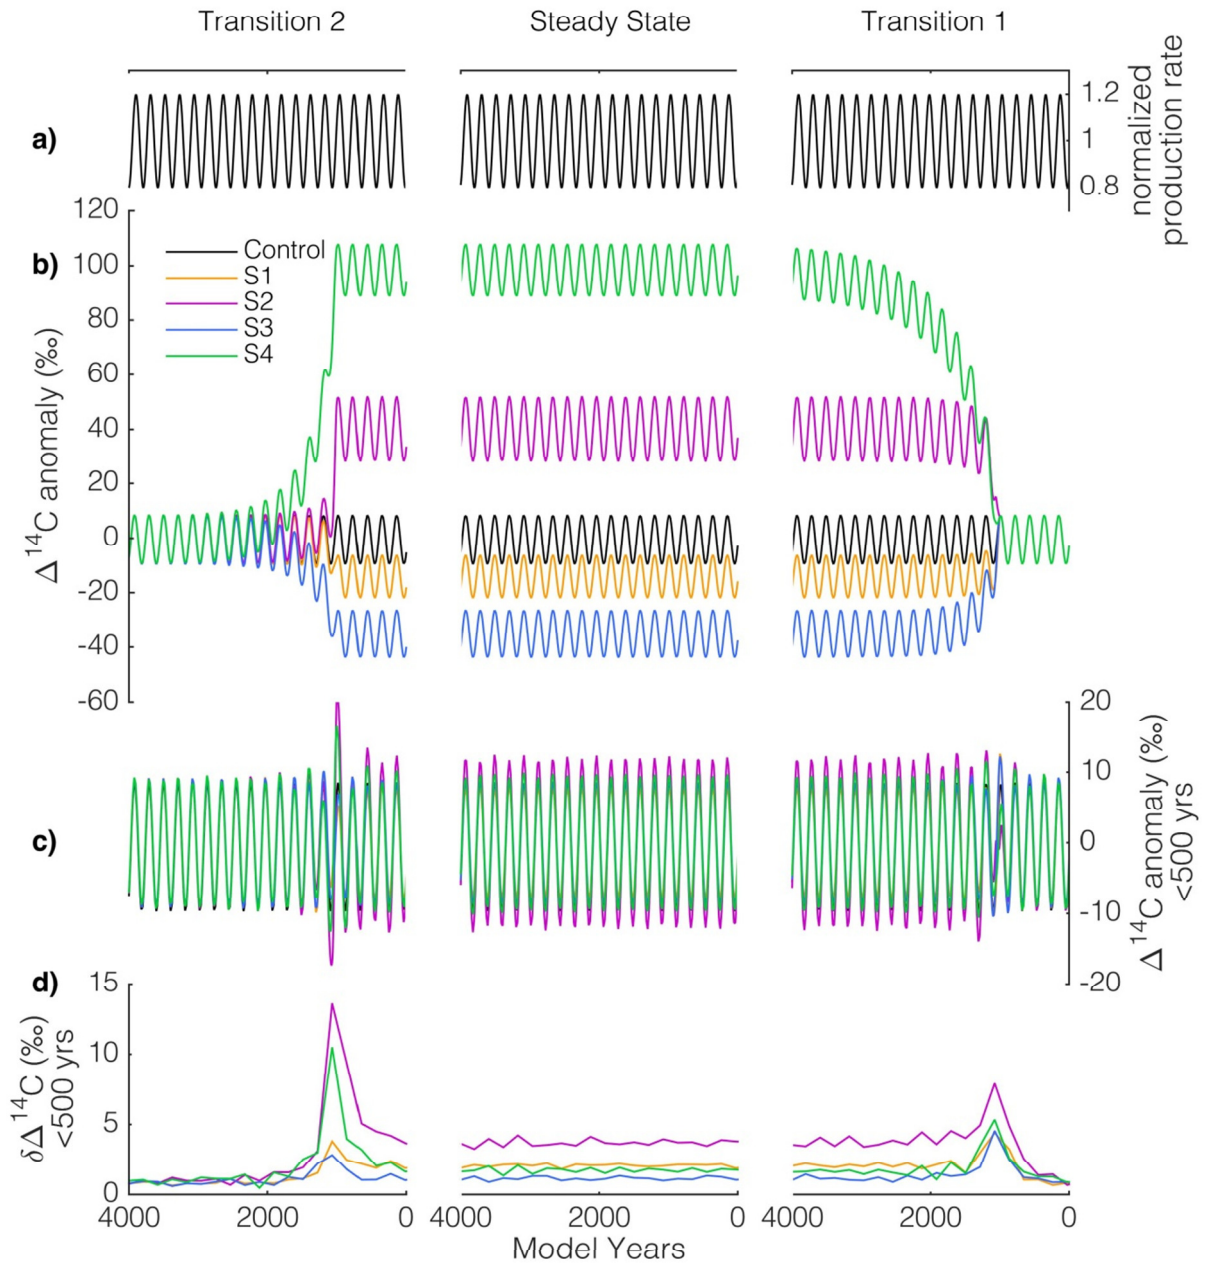 Transition 2
Steady State
Transition 1
a)
1.2
1
0.8
normalized
production rate
b)
120
100
80
60
40
20
0
-20
-40
-60
Δ¹⁴C anomaly (‰)
Control
S1
S2
S3
S4
c)
20
10
0
-10
-20
Δ¹⁴C anomaly (‰)
<500 yrs
d)
15
10
5
0
δΔ¹⁴C (‰)
<500 yrs
4000 2000 0
4000 2000 0
4000 2000 0
Model Years